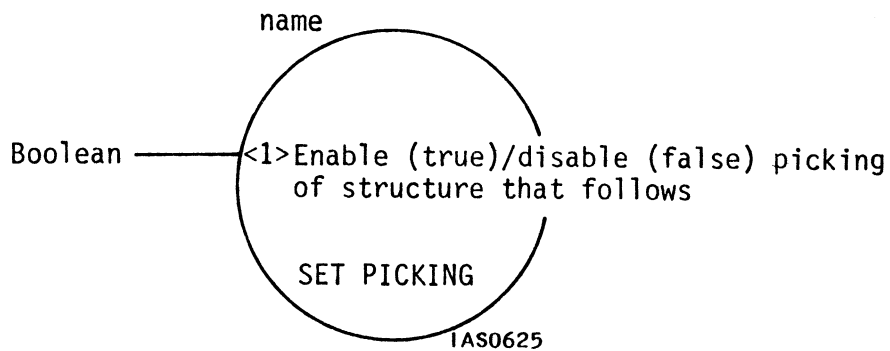 name
Boolean <1>Enable (true)/disable (false) picking
of structure that follows
SET PICKING
IAS0625